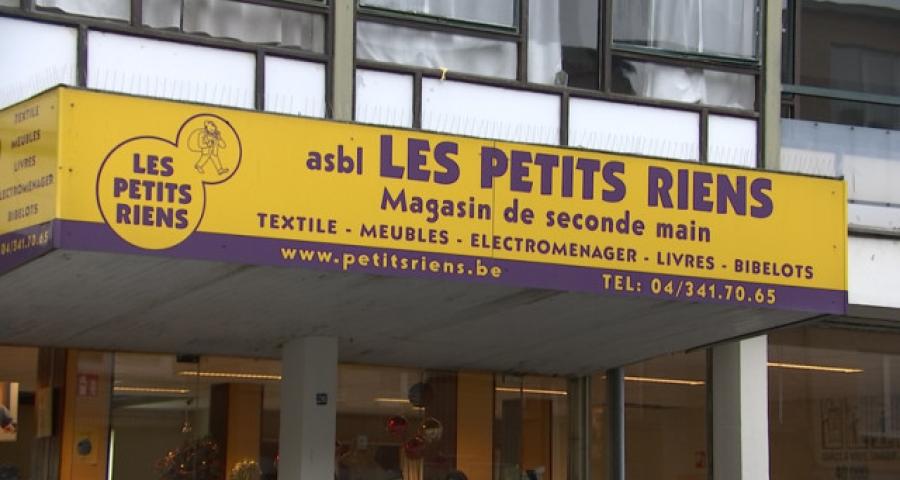 TEXTILE
MEUBLES
LIVRES
ELECTROMENAGER
BIBELOTS
04/341.70.65
LES
PETITS
RIENS
asbl LES PETITS RIENS
Magasin de seconde main
TEXTILE - MEUBLES - ELECTROMENAGER - LIVRES - BIBELOTS
www.petitsriens.be
TEL: 04/341.70.65